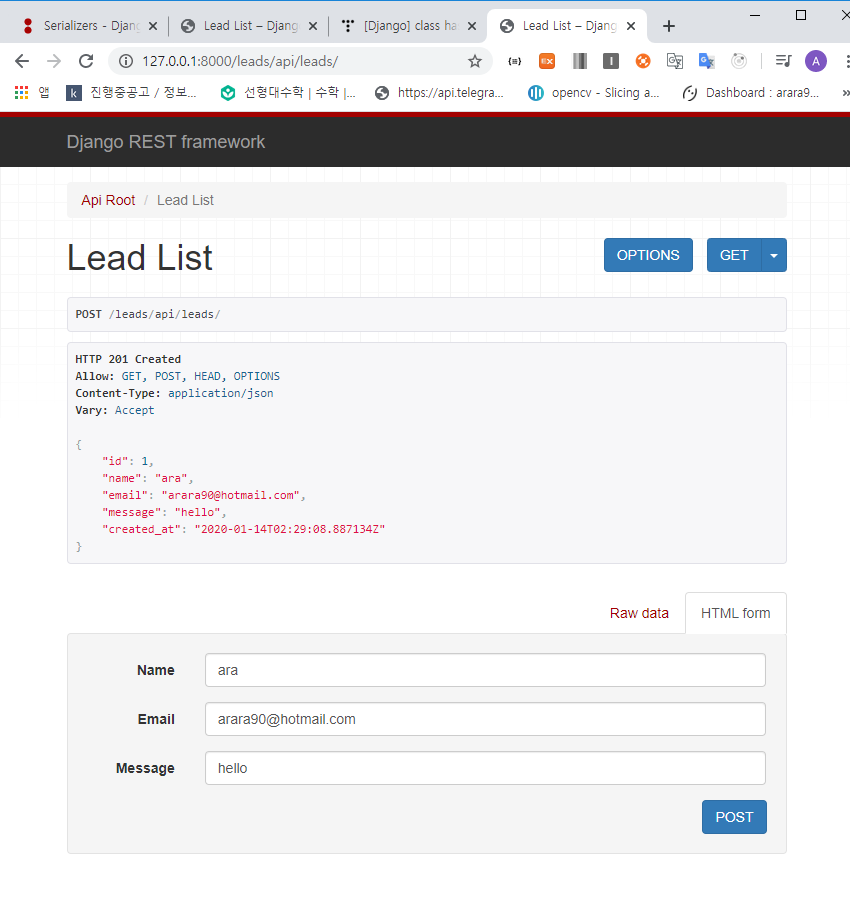 Serializers - Djang
Lead List – Djang
[Django] class ha
Lead List – Djang
127.0.0.1:8000/leads/api/leads/
앱
k 진행중공고 / 정보...
선형대수학 | 수학 |...
https://api.telegra...
opencv - Slicing a...
Dashboard : arara9...
Django REST framework
Api Root / Lead List
Lead List
OPTIONS
GET
POST /leads/api/leads/
HTTP 201 Created
Allow: GET, POST, HEAD, OPTIONS
Content-Type: application/json
Vary: Accept
{
"id": 1,
"name": "ara",
"email": "arara90@hotmail.com",
"message": "hello",
"created_at": "2020-01-14T02:29:08.887134Z"
}
Raw data
HTML form
Name ara
Email arara90@hotmail.com
Message hello
POST